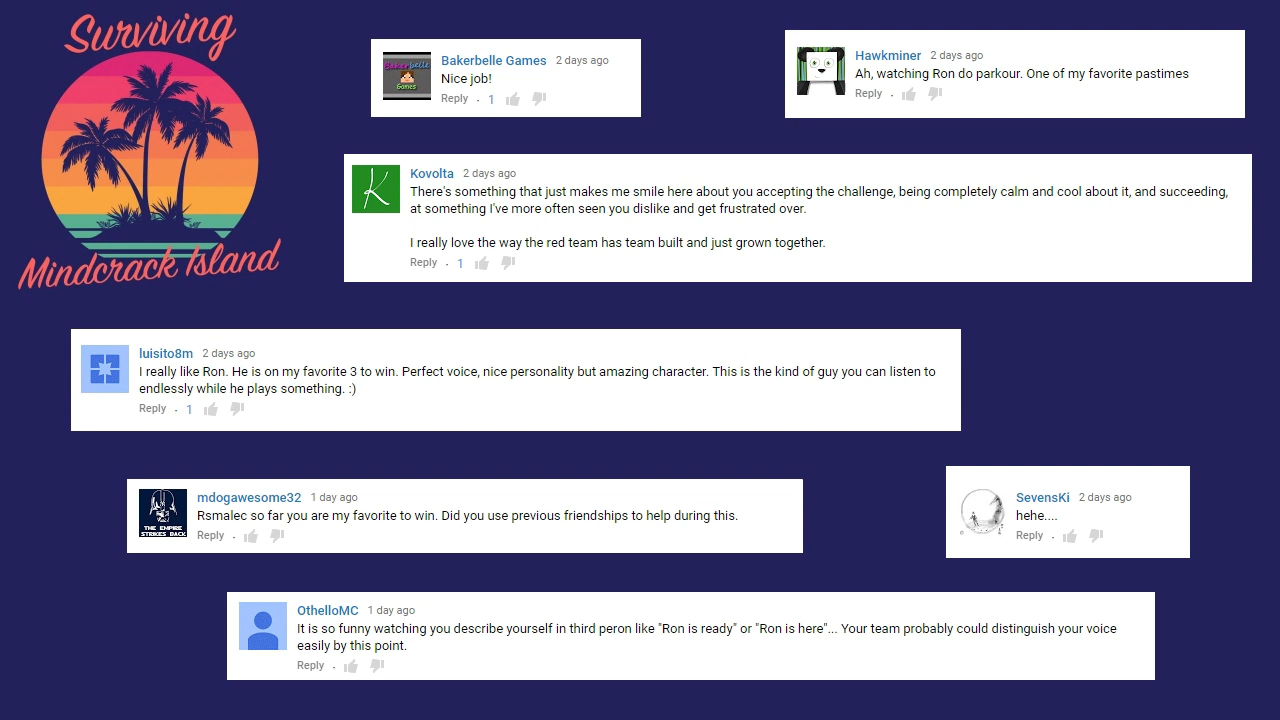 Surviving
Mindcrack Island
Bakerbelle Games 2 days ago
Nice job!
Reply · 1
Bakerbelle
Games
Hawkminer 2 days ago
Ah, watching Ron do parkour. One of my favorite pastimes
Reply ·
K
Kovolta 2 days ago
There's something that just makes me smile here about you accepting the challenge, being completely calm and cool about it, and succeeding,
at something I've more often seen you dislike and get frustrated over.
I really love the way the red team has team built and just grown together.
Reply · 1
luisito8m 2 days ago
I really like Ron. He is on my favorite 3 to win. Perfect voice, nice personality but amazing character. This is the kind of guy you can listen to
endlessly while he plays something. :)
Reply · 1
THE EMPIRE
STRIKES BACK
mdogawesome32 1 day ago
Rsmalec so far you are my favorite to win. Did you use previous friendships to help during this.
Reply ·
SevensKi 2 days ago
hehe....
Reply ·
OthelloMC 1 day ago
It is so funny watching you describe yourself in third peron like "Ron is ready" or "Ron is here"... Your team probably could distinguish your voice
easily by this point.
Reply ·